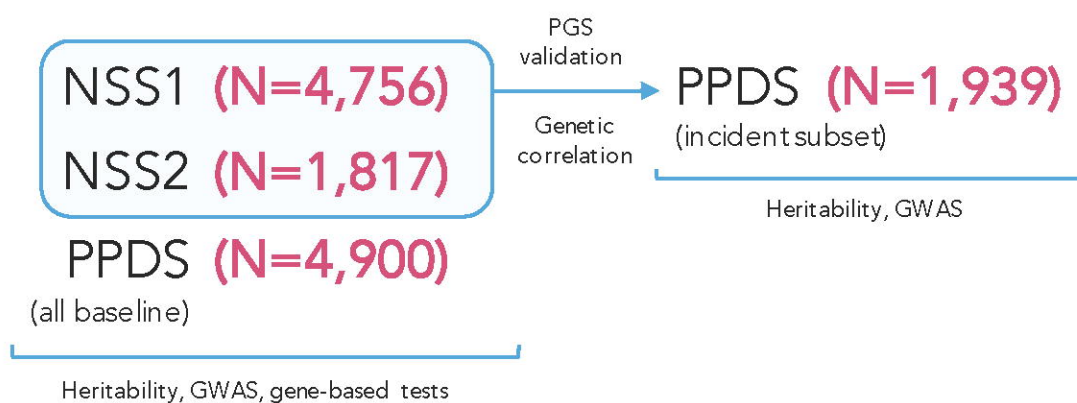 NSS1 (N=4,756)
NSS2 (N=1,817)
PPDS (N=4,900)
(all baseline)
Heritability, GWAS, gene-based tests
PGS
validation
Genetic
correlation
PPDS (N=1,939)
(incident subset)
Heritability, GWAS